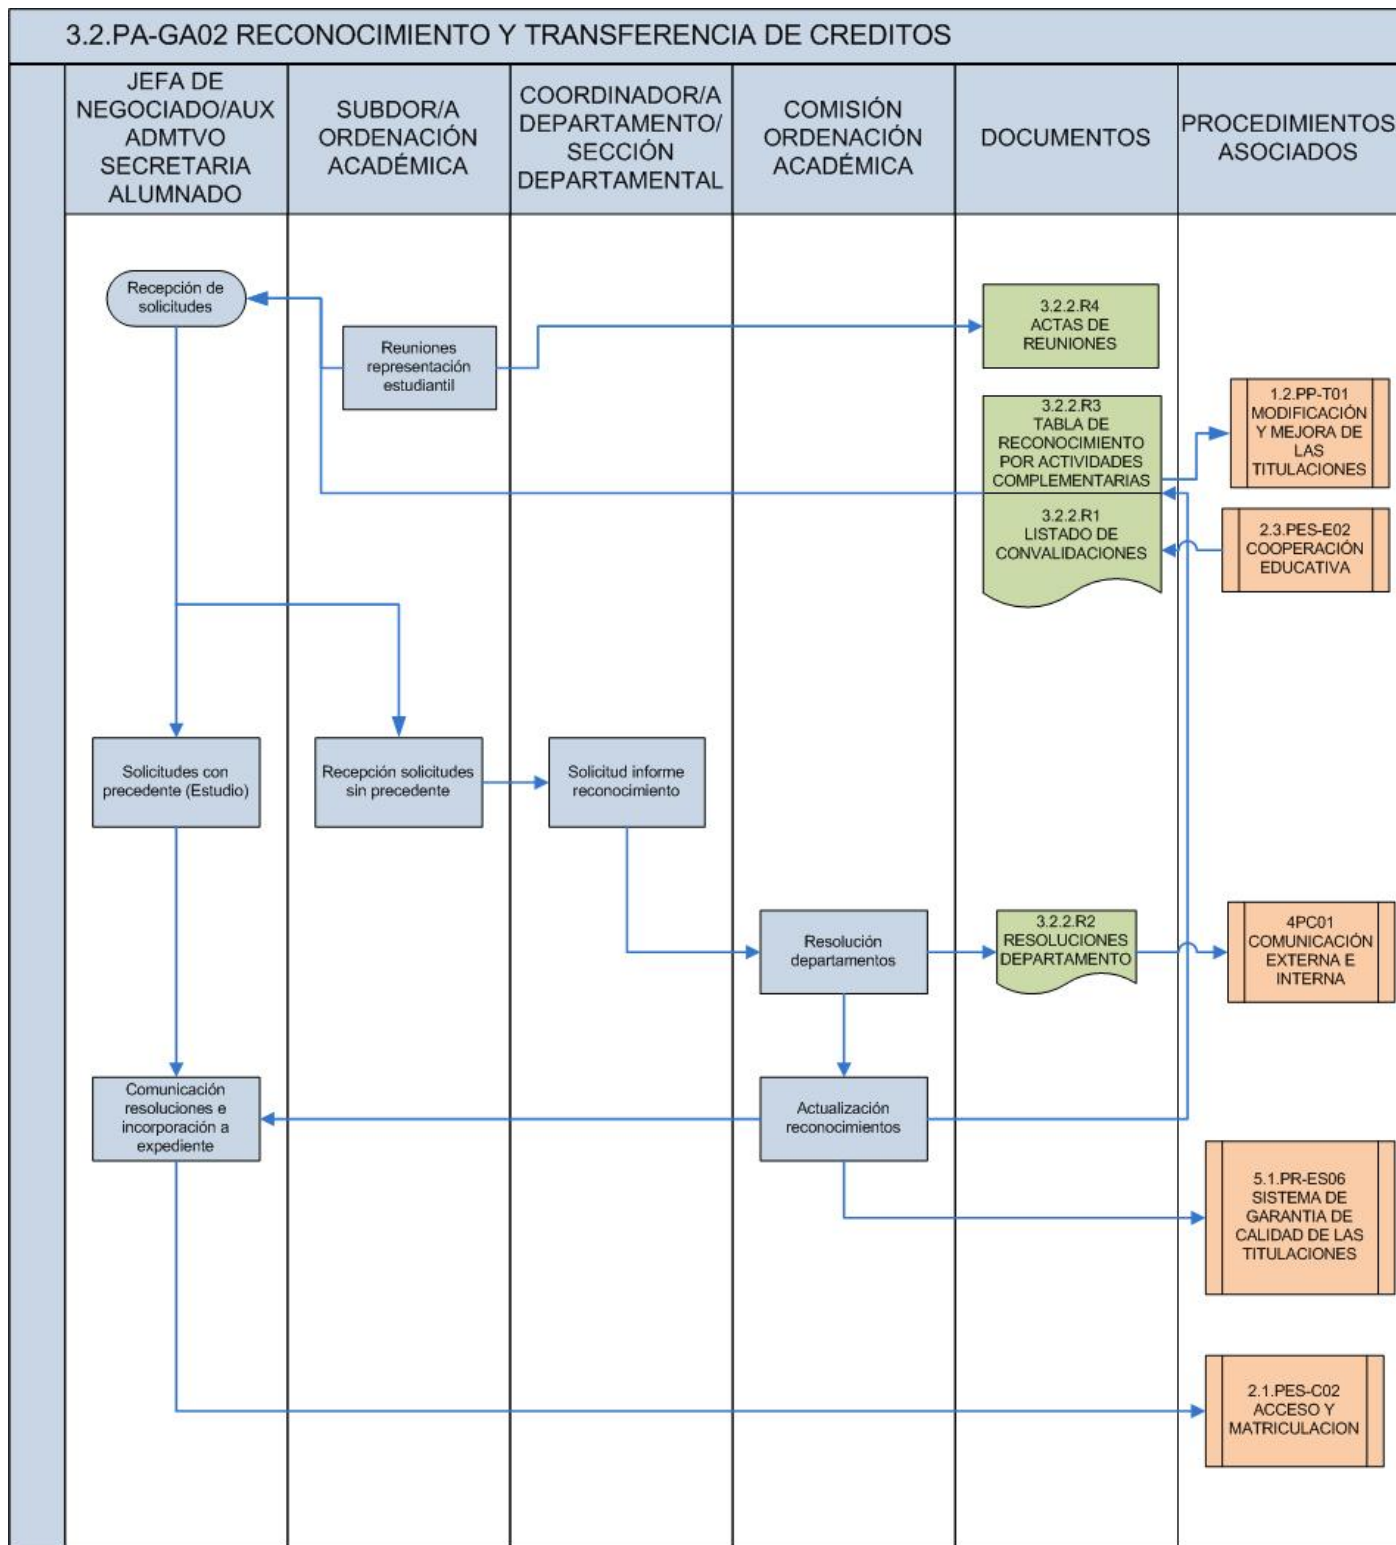 3.2.PA-GA02 RECONOCIMIENTO Y TRANSFERENCIA DE CREDITOS
JEFA DE
NEGOCIADO/AUX
ADMTVO
SECRETARIA
ALUMNADO
SUBDOR/A
ORDENACIÓN
ACADÉMICA
COORDINADOR/A
DEPARTAMENTO/
SECCIÓN
DEPARTAMENTAL
COMISIÓN
ORDENACIÓN
ACADÉMICA
DOCUMENTOS
PROCEDIMIENTOS
ASOCIADOS
Recepción de
solicitudes
Reuniones
representación
estudiantil
3.2.2.R4
ACTAS DE
REUNIONES
3.2.2.R3
TABLA DE
RECONOCIMIENTO
POR ACTIVIDADES
COMPLEMENTARIAS
1.2.PP-T01
MODIFICACIÓN
Y MEJORA DE
LAS
TITULACIONES
3.2.2.R1
LISTADO DE
CONVALIDACIONES
2.3.PES-E02
COOPERACIÓN
EDUCATIVA
Solicitudes con
precedente (Estudio)
Recepción solicitudes
sin precedente
Solicitud informe
reconocimiento
Resolución
departamentos
3.2.2.R2
RESOLUCIONES
DEPARTAMENTO
4PC01
COMUNICACIÓN
EXTERNA E
INTERNA
Comunicación
resoluciones e
incorporación a
expediente
Actualización
reconocimientos
5.1.PR-ES06
SISTEMA DE
GARANTIA DE
CALIDAD DE LAS
TITULACIONES
2.1.PES-C02
ACCESO Y
MATRICULACION